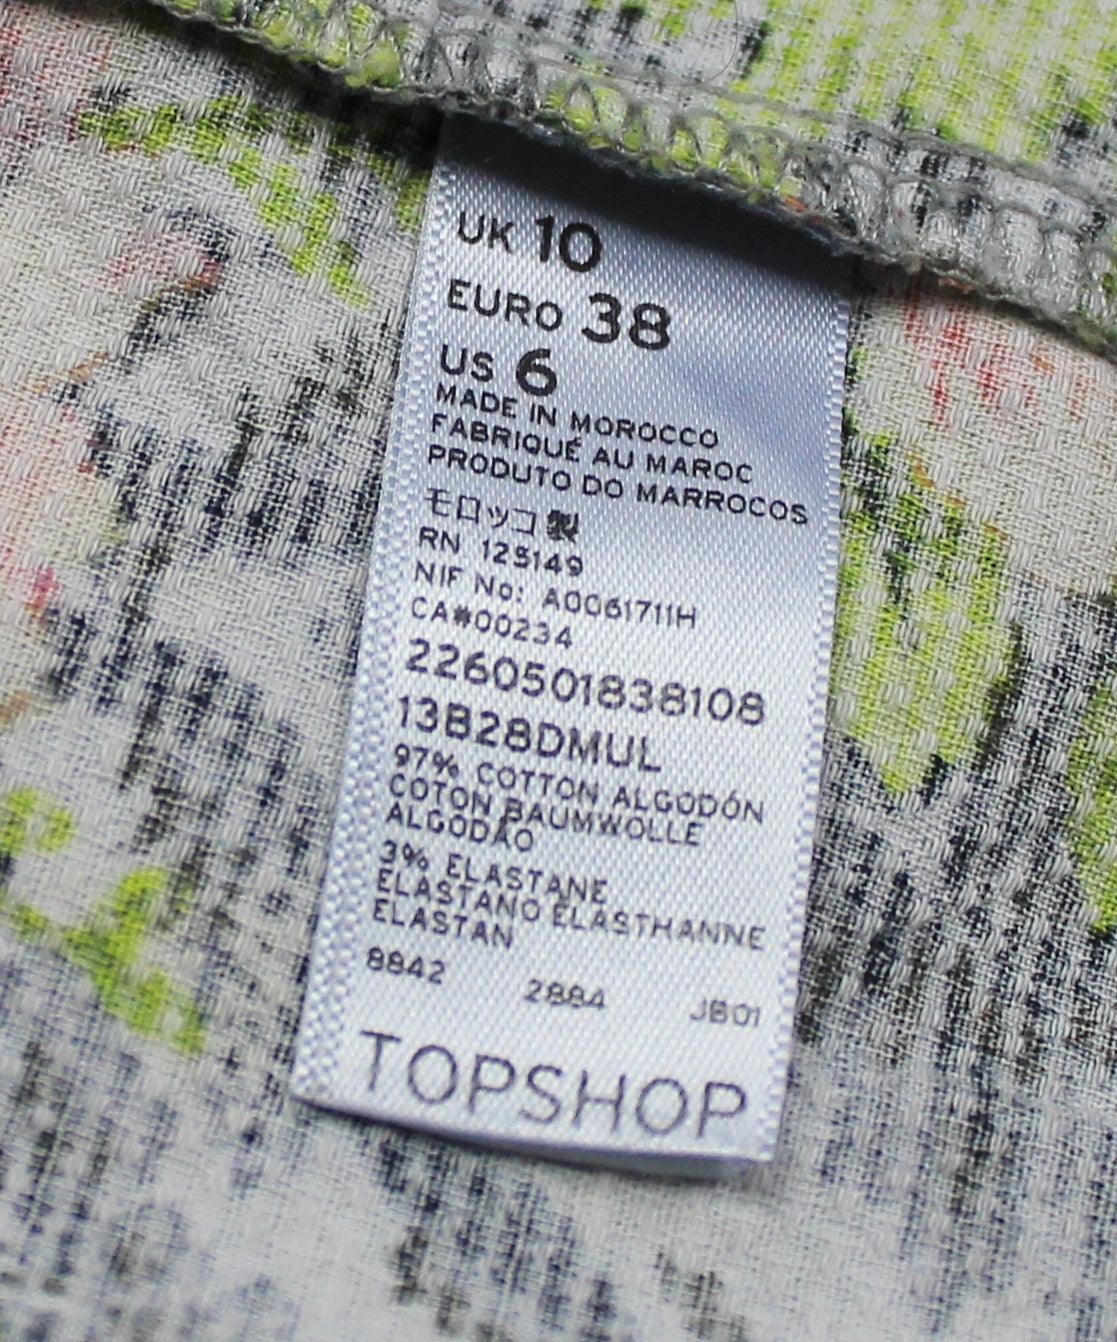 UK 10
EURO 38
US 6
MADE IN MOROCCO
FABRIQUÉ AU MAROC
PRODUTO DO MARROCOS
モロッコ製
RN 125149
NIF No: A0061711H
CA#00234
2260501838108
13B28DMUL
97% COTTON ALGODÓN
COTON BAUMWOLLE
ALGODÃO
3% ELASTANE
ELASTANO ÉLASTHANNE
ELASTAN
8842 2884 JB01
TOPSHOP